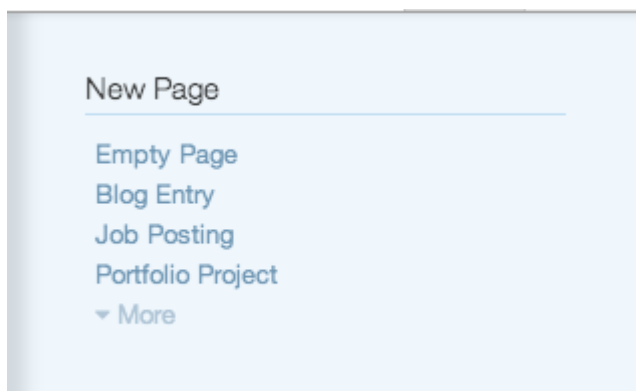 New Page
Empty Page
Blog Entry
Job Posting
Portfolio Project
More